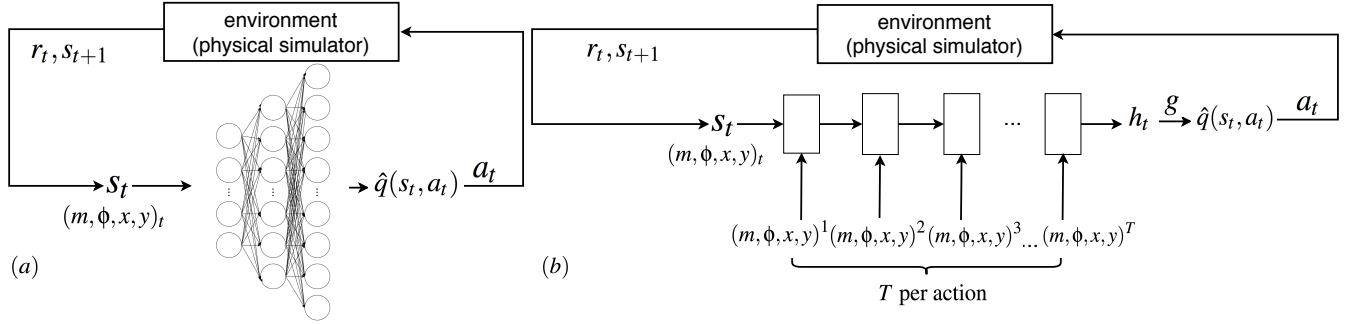 environment
(physical simulator)
r_t, s_{t+1}
s_t
(m, ϕ, x, y)_t
q̂(s_t, a_t)
a_t
(a)
environment
(physical simulator)
r_t, s_{t+1}
s_t
(m, ϕ, x, y)_t
...
h_t
g
q̂(s_t, a_t)
a_t
(m, ϕ, x, y)^1 (m, ϕ, x, y)^2 (m, ϕ, x, y)^3 ... (m, ϕ, x, y)^T
T per action
(b)